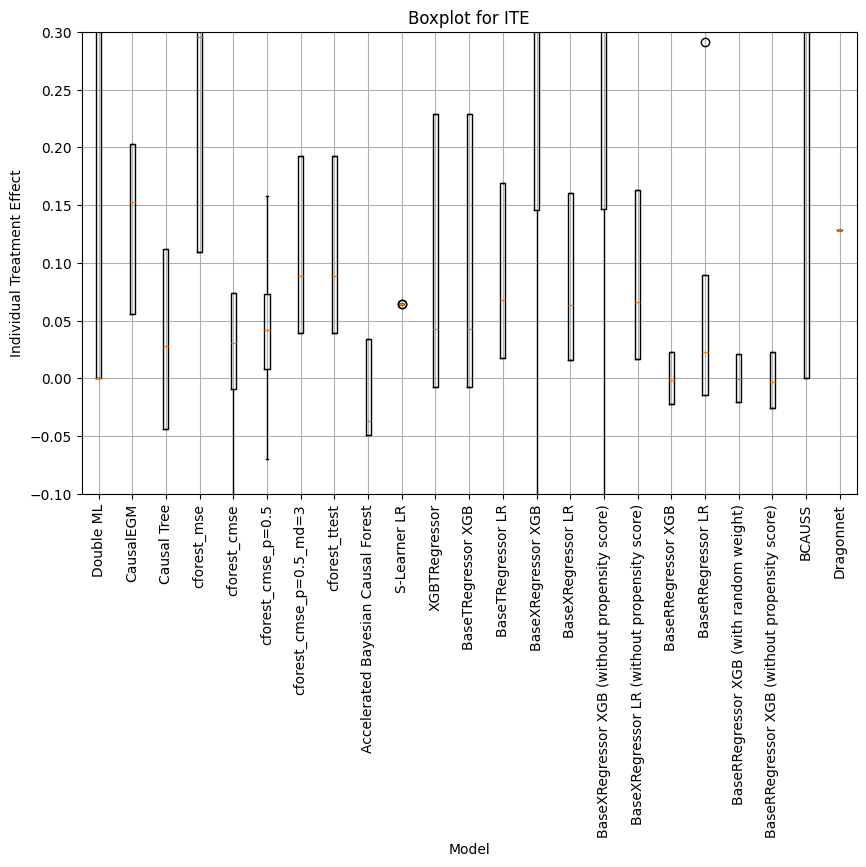 Boxplot for ITE
Individual Treatment Effect
0.30
0.25
0.20
0.15
0.10
0.05
0.00
−0.05
−0.10
Double ML
CausalEGM
Causal Tree
cforest_mse
cforest_cmse
cforest_cmse_p=0.5
cforest_cmse_p=0.5_md=3
cforest_ttest
Accelerated Bayesian Causal Forest
S-Learner LR
XGBTRegressor
BaseTRegressor XGB
BaseTRegressor LR
BaseXRegressor XGB
BaseXRegressor LR
BaseXRegressor XGB (without propensity score)
BaseXRegressor LR (without propensity score)
BaseRRegressor XGB
BaseRRegressor LR
BaseRRegressor XGB (with random weight)
BaseRRegressor XGB (without propensity score)
BCAUSS
Dragonnet
Model